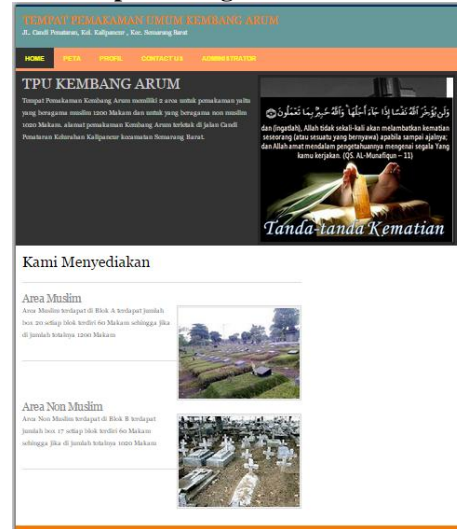 TEMPAT PEMAKAMAN UMUM KEMBANG ARUM
JL. Candi Penataran, Kel. Kalipancur , Kec. Semarang Barat
HOME PETA PROFIL CONTACT US ADMINISTRATOR
TPU KEMBANG ARUM
Tempat Pemakaman Kembang Arum memiliki 2 area untuk pemakaman yaitu
yang beragama muslim 1200 Makam dan untuk yang beragama non muslim
1020 Makam. alamat pemakaman Kembang Arum terletak di jalan Candi
Penataran Kelurahan Kalipancur kecamatan Semarang Barat.
وَلَن يُؤَخِّرَ اللَّهُ نَفْسًا إِذَا جَاءَ أَجَلُهَا وَاللَّهُ خَبِيرٌ بِمَا تَعْمَلُونَ
dan (ingatlah), Allah tidak sekali-kali akan melambatkan kematian
seseorang (atau sesuatu yang bernyawa) apabila sampai ajalnya;
dan Allah amat mendalam pengetahuannya mengenai segala Yang
kamu kerjakan. (QS. AL-Munafiqun – 11)
Tanda-tanda Kematian
Kami Menyediakan
Area Muslim
Area Muslim terdapat di Blok A terdapat jumlah
box 20 setiap blok terdiri 60 Makam sehingga jika
di jumlah totalnya 1200 Makam
Area Non Muslim
Area Non Muslim terdapat di Blok B terdapat
jumlah box 17 setiap blok terdiri 60 Makam
sehingga jika di jumlah totalnya 1020 Makam